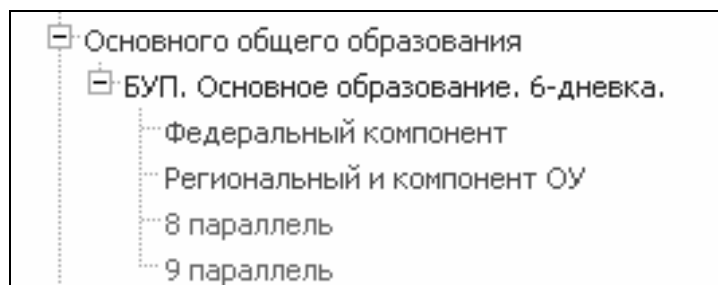 Основного общего образования
БУП. Основное образование. 6-дневка.
Федеральный компонент
Региональный и компонент ОУ
8 параллель
9 параллель